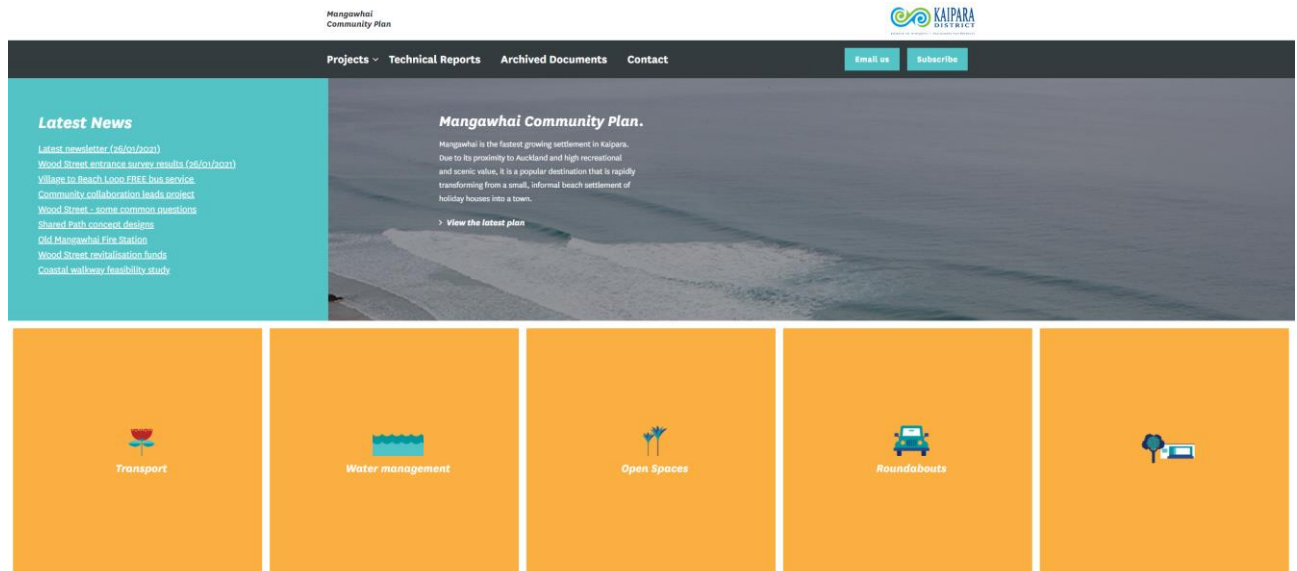 Mangawhai
Community Plan
KAIPARA
DISTRICT
Projects
Technical Reports
Archived Documents
Contact
Email us
Subscribe
Latest News
Latest newsletter (26/01/2021)
Wood Street entrance survey results (26/01/2021)
Village to Beach Loop FREE bus service
Community collaboration leads project
Wood Street - some common questions
Shared Path concept designs
Old Mangawhai Fire Station
Wood Street revitalisation funds
Coastal walkway feasibility study
Mangawhai Community Plan.
Mangawhai is the fastest growing settlement in Kaipara.
Due to its proximity to Auckland and high recreational
and scenic value, it is a popular destination that is rapidly
transforming from a small, informal beach settlement of
holiday houses into a town.
> View the latest plan
Transport
Water management
Open Spaces
Roundabouts